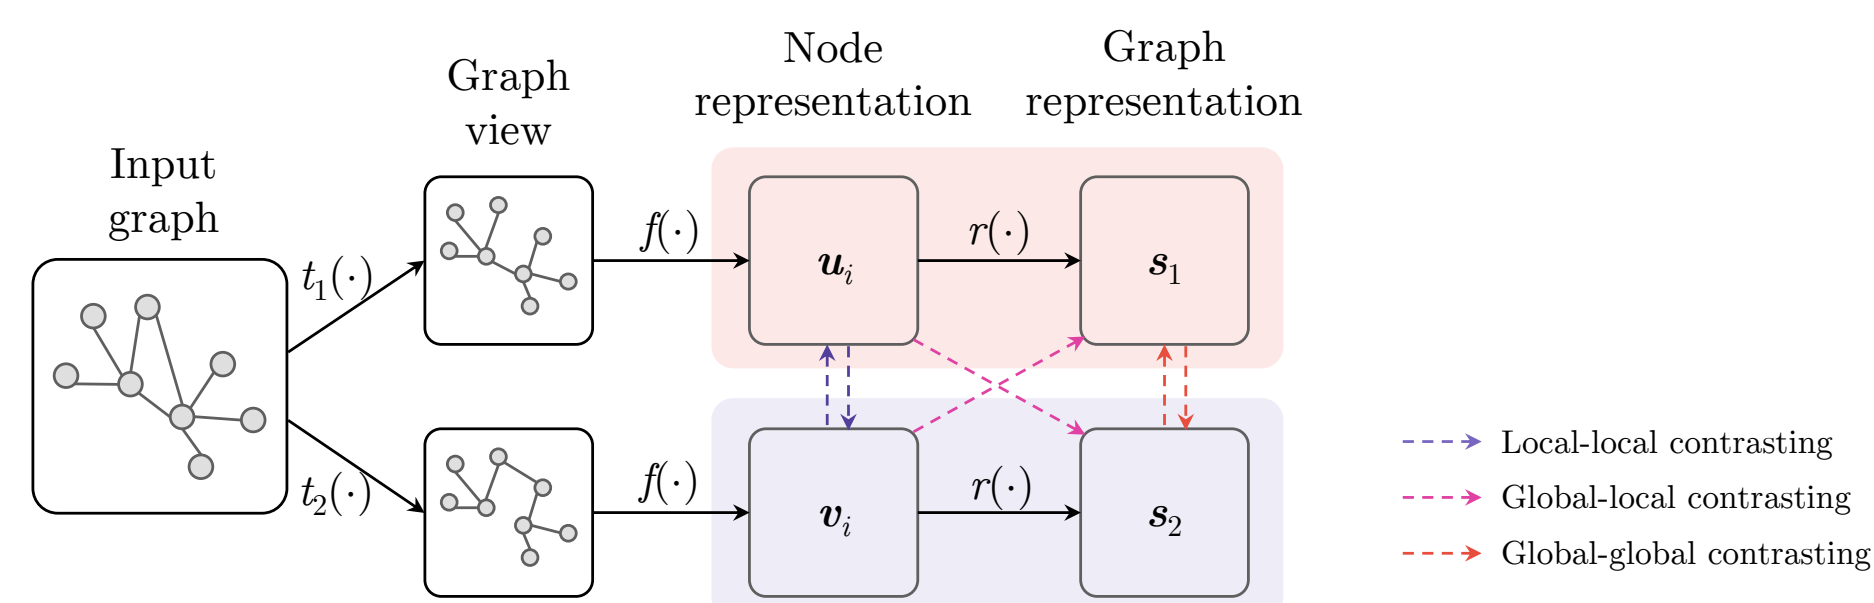 Input
graph
Graph
view
Node
representation
Graph
representation
t₁(·)
f(·)
𝒖ᵢ
r(·)
𝒔₁
t₂(·)
f(·)
𝒗ᵢ
r(·)
𝒔₂
Local-local contrasting
Global-local contrasting
Global-global contrasting